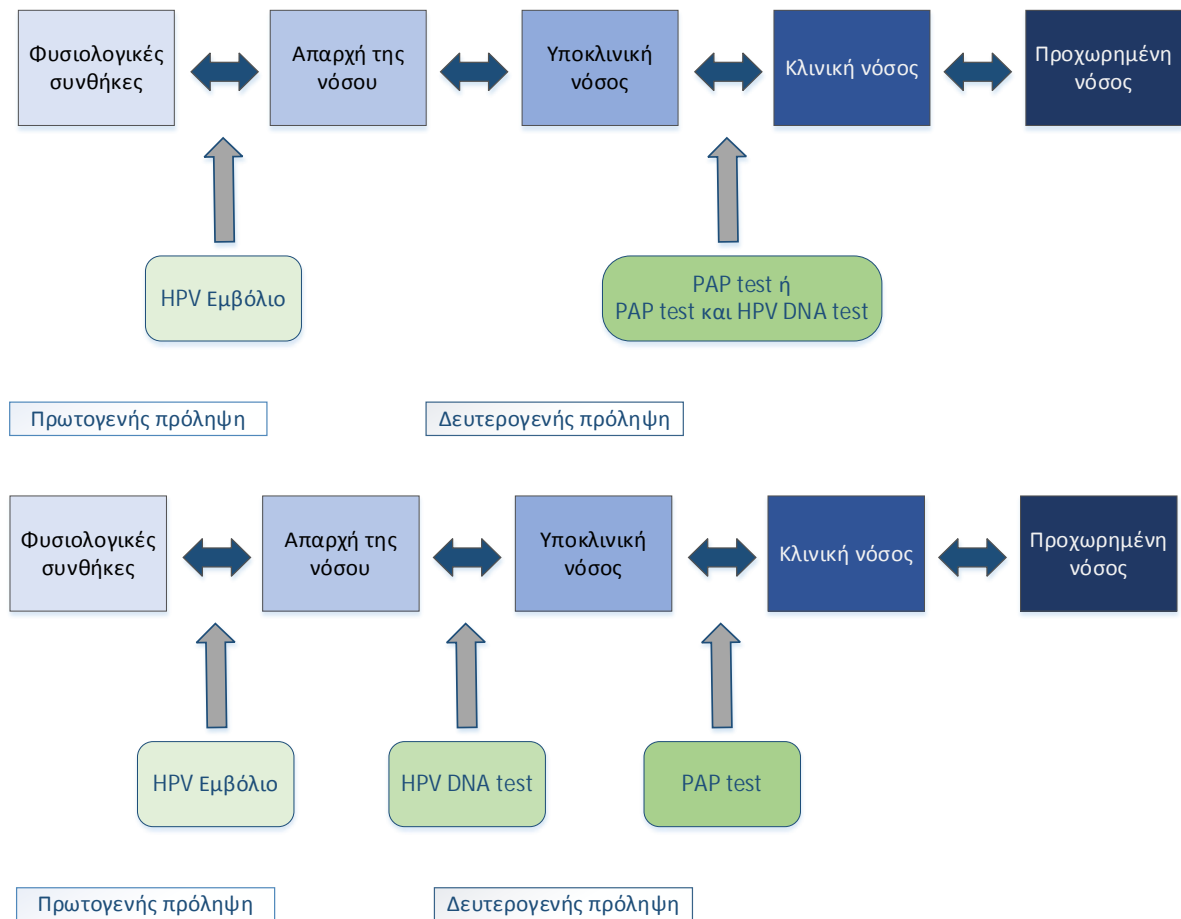 Φυσιολογικές
συνθήκες
Απαρχή της
νόσου
Υποκλινική
νόσος
Κλινική νόσος
Προχωρημένη
νόσος
HPV Εμβόλιο
PAP test ή
PAP test και HPV DNA test
Πρωτογενής πρόληψη
Δευτερογενής πρόληψη
Φυσιολογικές
συνθήκες
Απαρχή της
νόσου
Υποκλινική
νόσος
Κλινική νόσος
Προχωρημένη
νόσος
HPV Εμβόλιο
HPV DNA test
PAP test
Πρωτογενής πρόληψη
Δευτερογενής πρόληψη